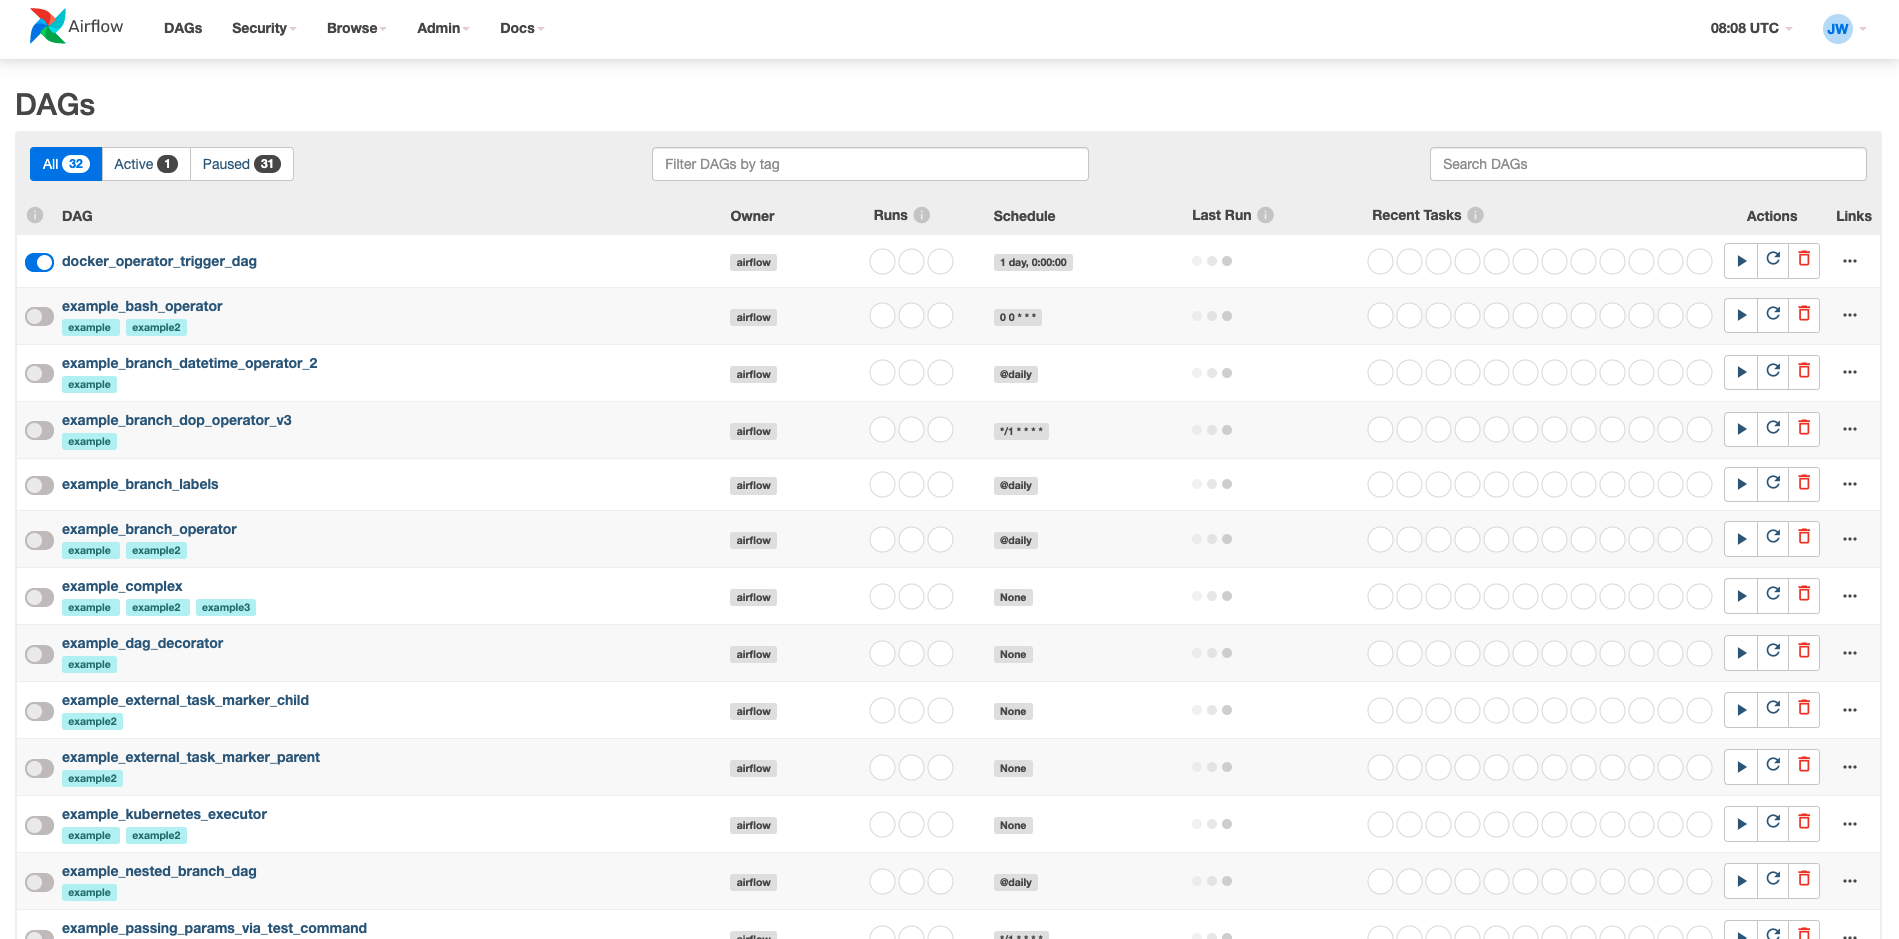 Airflow DAGs Security Browse Admin Docs 08:08 UTC JW
DAGs
All 32 Active 1 Paused 31 Filter DAGs by tag Search DAGs
DAG Owner Runs Schedule Last Run Recent Tasks Actions Links
docker_operator_trigger_dag airflow 1 day, 0:00:00
example_bash_operator
example example2 airflow 0 0 * * *
example_branch_datetime_operator_2
example airflow @daily
example_branch_dop_operator_v3
example airflow */1 * * * *
example_branch_labels airflow @daily
example_branch_operator
example example2 airflow @daily
example_complex
example example2 example3 airflow None
example_dag_decorator
example airflow None
example_external_task_marker_child
example2 airflow None
example_external_task_marker_parent
example2 airflow None
example_kubernetes_executor
example example2 airflow None
example_nested_branch_dag
example airflow @daily
example_passing_params_via_test_command
airflow */1 * * * *